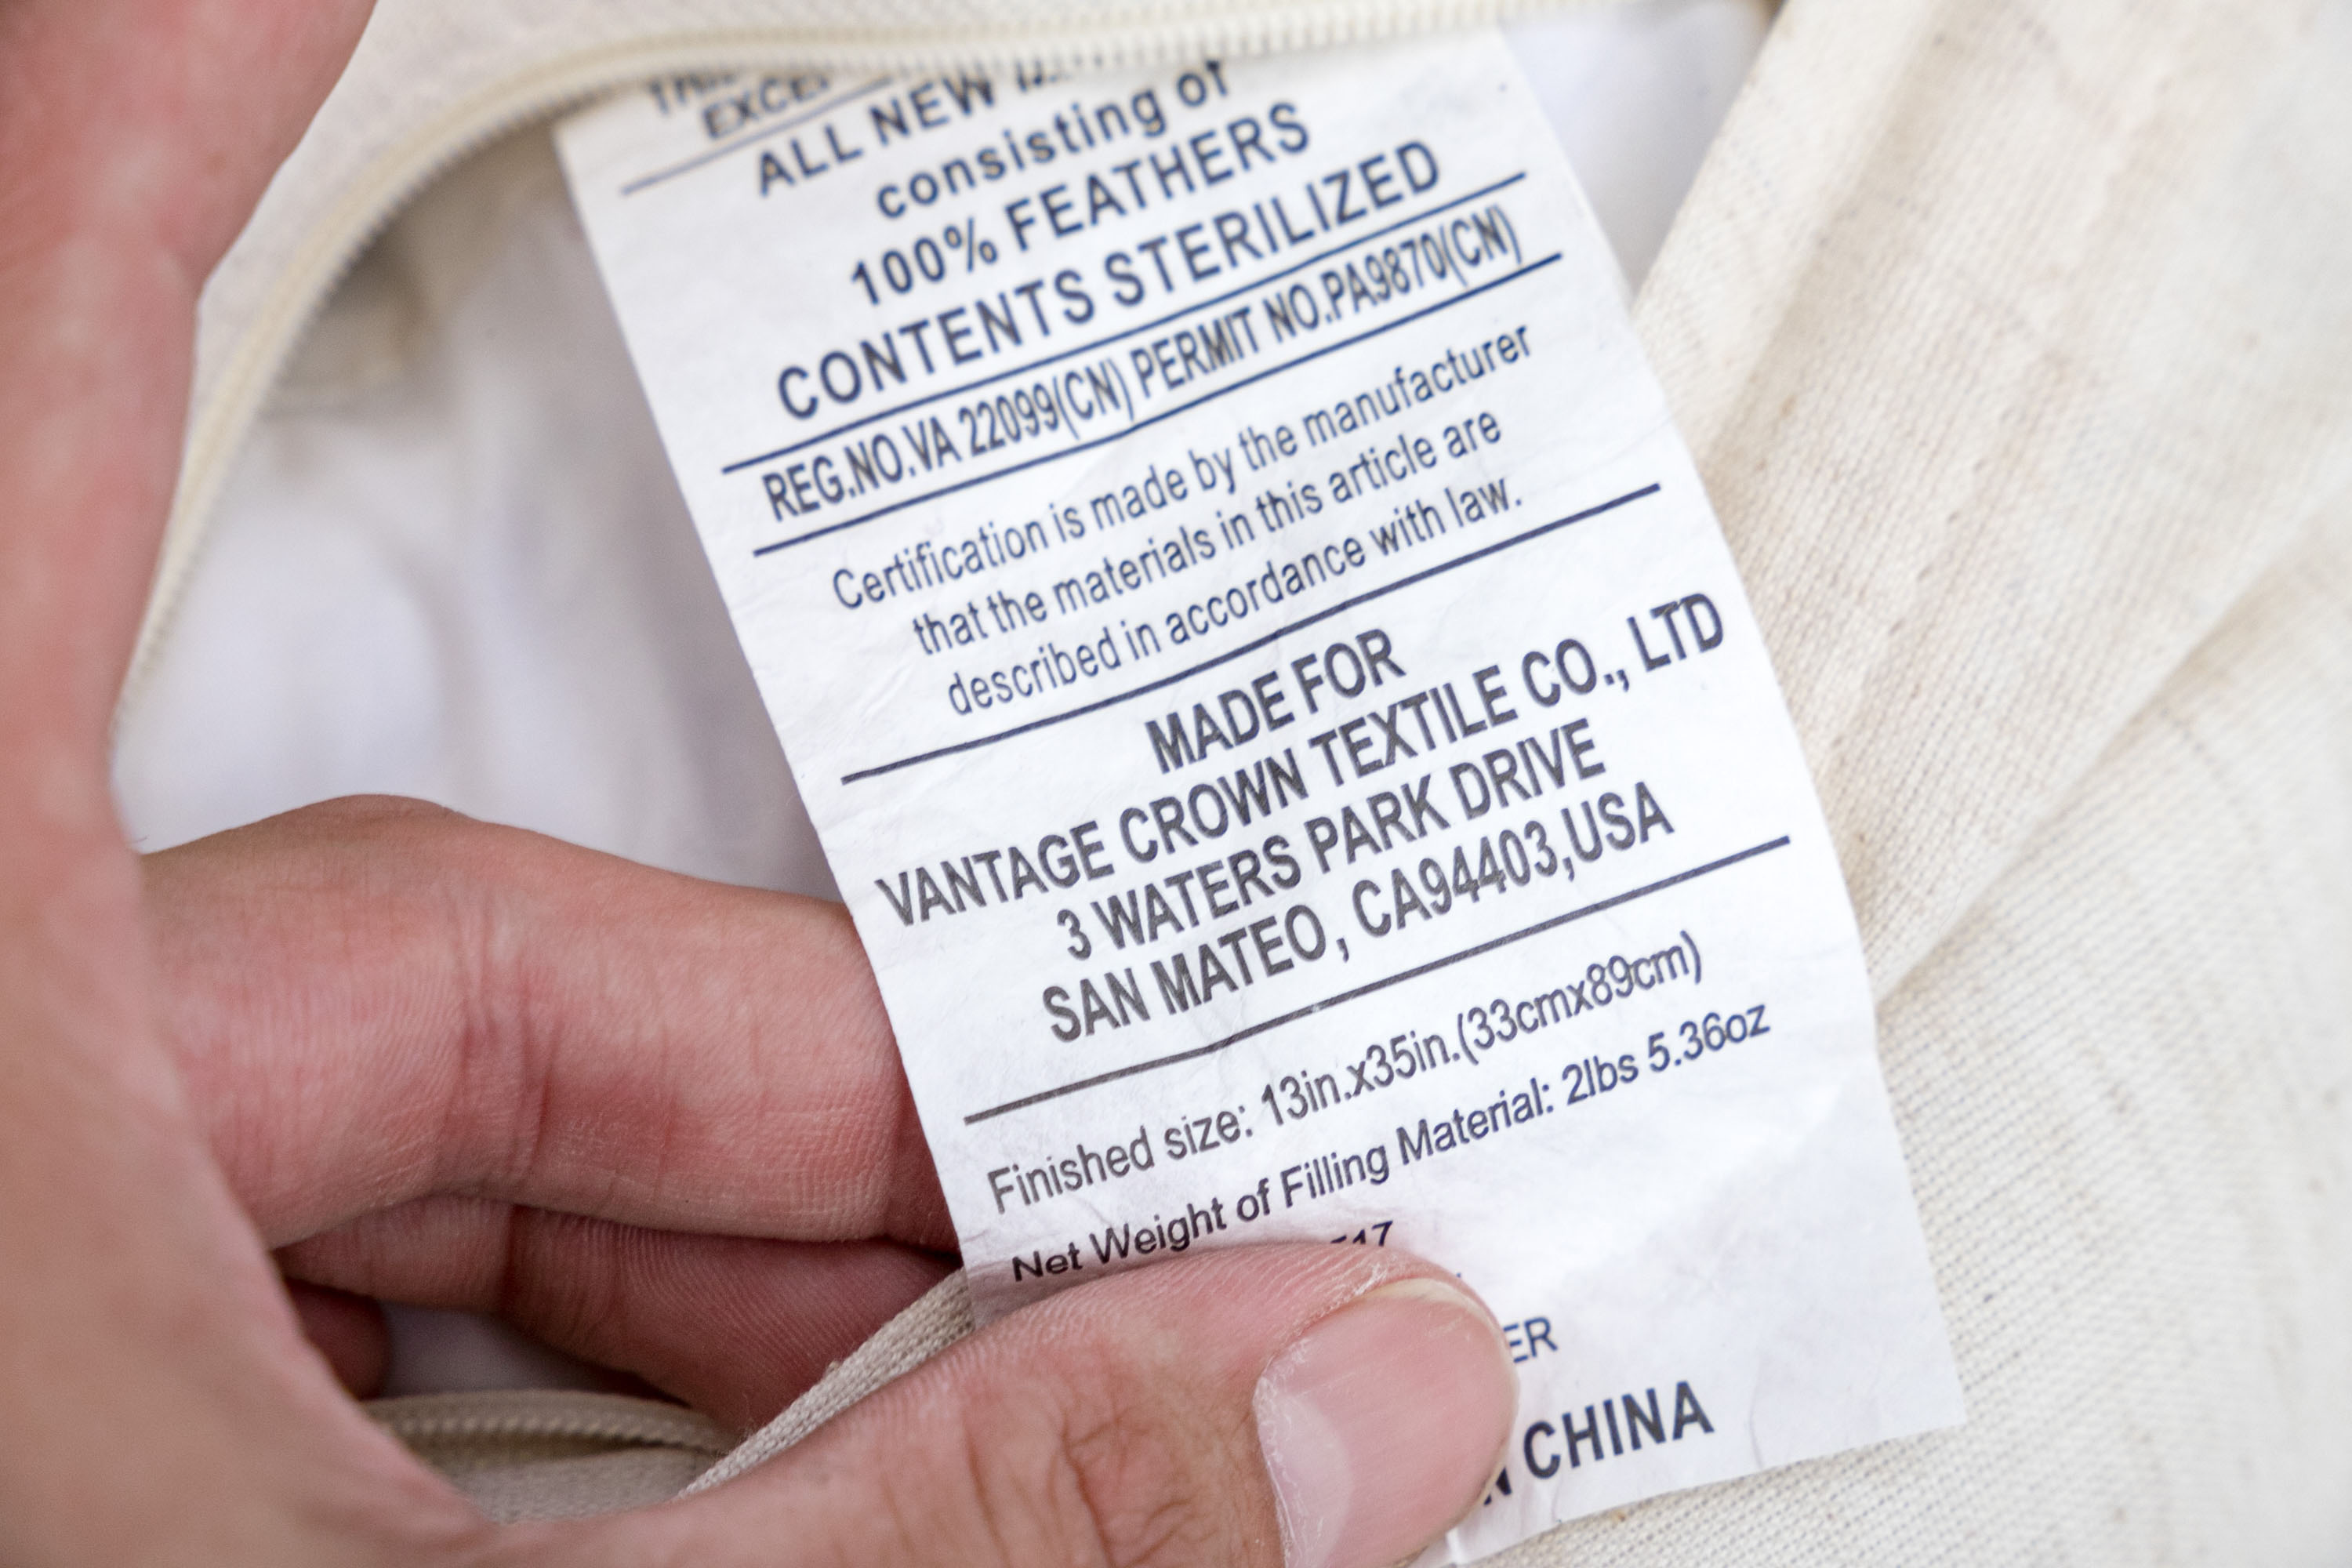 ALL NEW
consisting of
100% FEATHERS
CONTENTS STERILIZED
REG.NO.VA 22099(CN) PERMIT NO.PA9870(CN)
Certification is made by the manufacturer
that the materials in this article are
described in accordance with law.
MADE FOR
VANTAGE CROWN TEXTILE CO., LTD
3 WATERS PARK DRIVE
SAN MATEO, CA94403,USA
Finished size: 13in.x35in.(33cmx89cm)
Net Weight of Filling Material: 2lbs 5.36oz
17
ER
CHINA